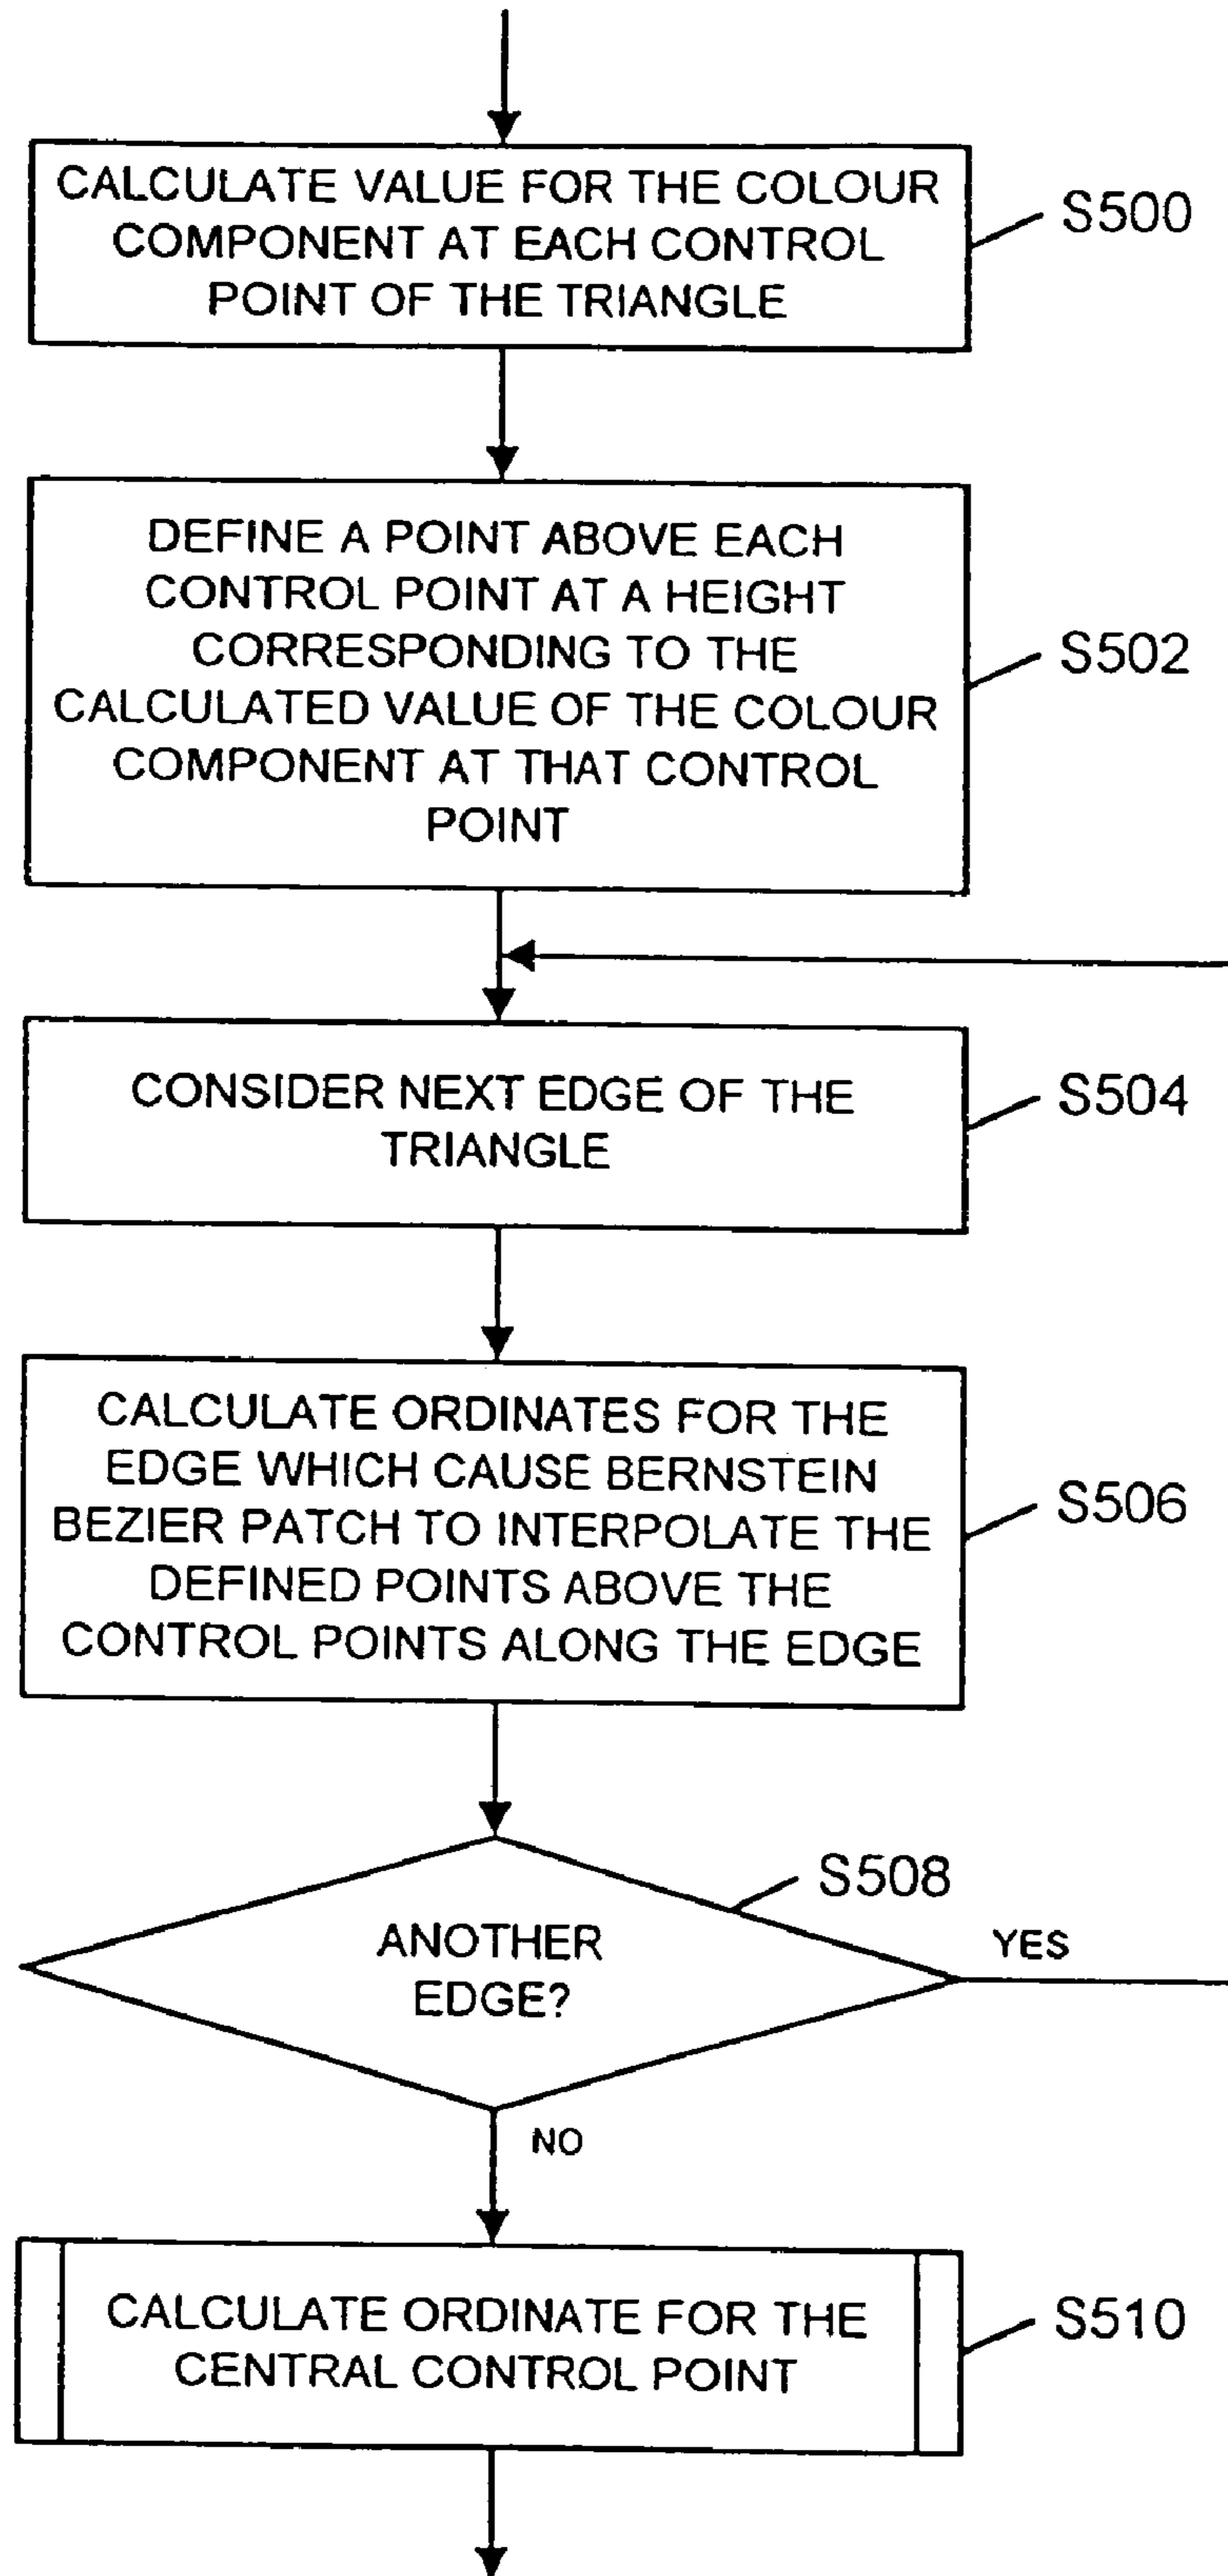 CALCULATE VALUE FOR THE COLOUR
COMPONENT AT EACH CONTROL
POINT OF THE TRIANGLE
S500
DEFINE A POINT ABOVE EACH
CONTROL POINT AT A HEIGHT
CORRESPONDING TO THE
CALCULATED VALUE OF THE COLOUR
COMPONENT AT THAT CONTROL
POINT
S502
CONSIDER NEXT EDGE OF THE
TRIANGLE
S504
CALCULATE ORDINATES FOR THE
EDGE WHICH CAUSE BERNSTEIN
BEZIER PATCH TO INTERPOLATE THE
DEFINED POINTS ABOVE THE
CONTROL POINTS ALONG THE EDGE
S506
S508
ANOTHER
EDGE?
YES
NO
CALCULATE ORDINATE FOR THE
CENTRAL CONTROL POINT
S510